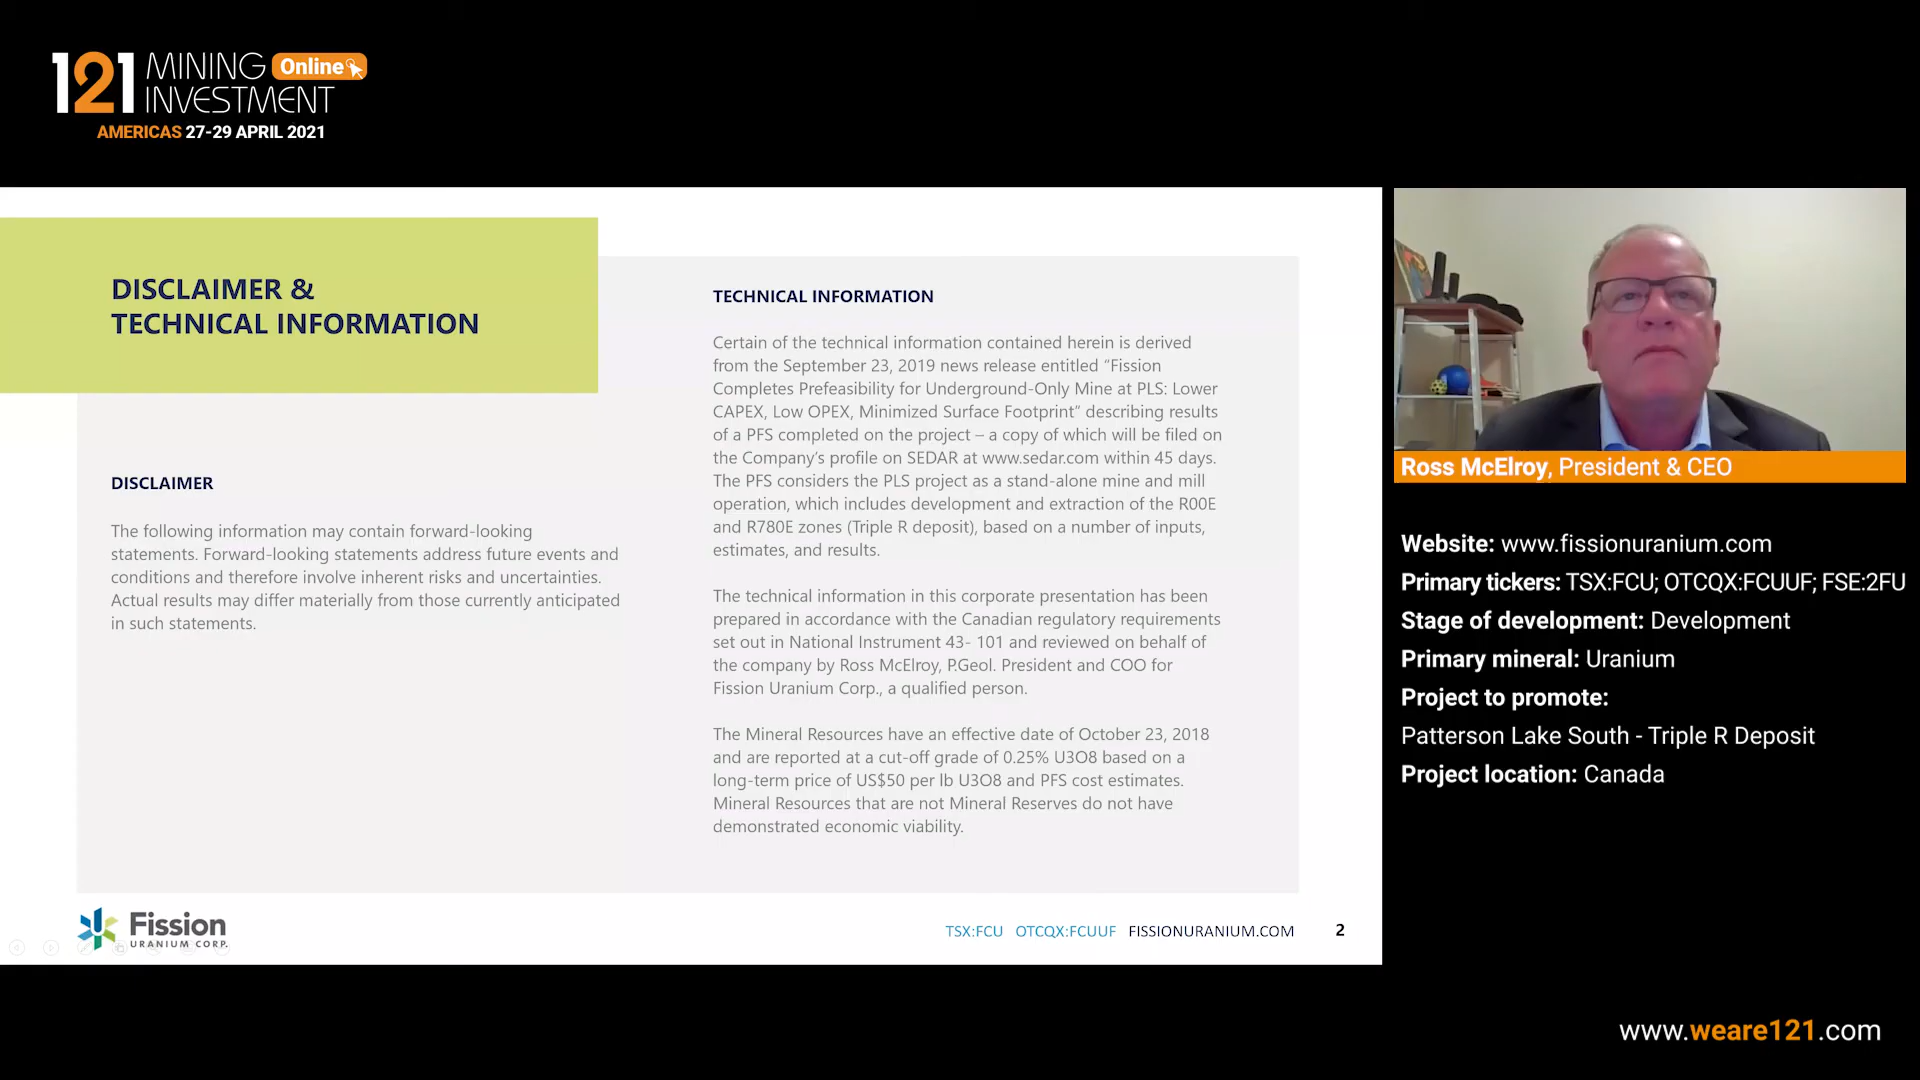 121 MINING Online
INVESTMENT
AMERICAS 27-29 APRIL 2021
DISCLAIMER &
TECHNICAL INFORMATION
DISCLAIMER
The following information may contain forward-looking
statements. Forward-looking statements address future events and
conditions and therefore involve inherent risks and uncertainties.
Actual results may differ materially from those currently anticipated
in such statements.
TECHNICAL INFORMATION
Certain of the technical information contained herein is derived
from the September 23, 2019 news release entitled “Fission
Completes Prefeasibility for Underground-Only Mine at PLS: Lower
CAPEX, Low OPEX, Minimized Surface Footprint” describing results
of a PFS completed on the project – a copy of which will be filed on
the Company’s profile on SEDAR at www.sedar.com within 45 days.
The PFS considers the PLS project as a stand-alone mine and mill
operation, which includes development and extraction of the R00E
and R780E zones (Triple R deposit), based on a number of inputs,
estimates, and results.
The technical information in this corporate presentation has been
prepared in accordance with the Canadian regulatory requirements
set out in National Instrument 43- 101 and reviewed on behalf of
the company by Ross McElroy, P.Geol. President and COO for
Fission Uranium Corp., a qualified person.
The Mineral Resources have an effective date of October 23, 2018
and are reported at a cut-off grade of 0.25% U3O8 based on a
long-term price of US$50 per lb U3O8 and PFS cost estimates.
Mineral Resources that are not Mineral Reserves do not have
demonstrated economic viability.
Fission
URANIUM CORP.
TSX:FCU OTCQX:FCUUF FISSIONURANIUM.COM 2
Ross McElroy, President & CEO
Website: www.fissionuranium.com
Primary tickers: TSX:FCU; OTCQX:FCUUF; FSE:2FU
Stage of development: Development
Primary mineral: Uranium
Project to promote:
Patterson Lake South - Triple R Deposit
Project location: Canada
www.weare121.com